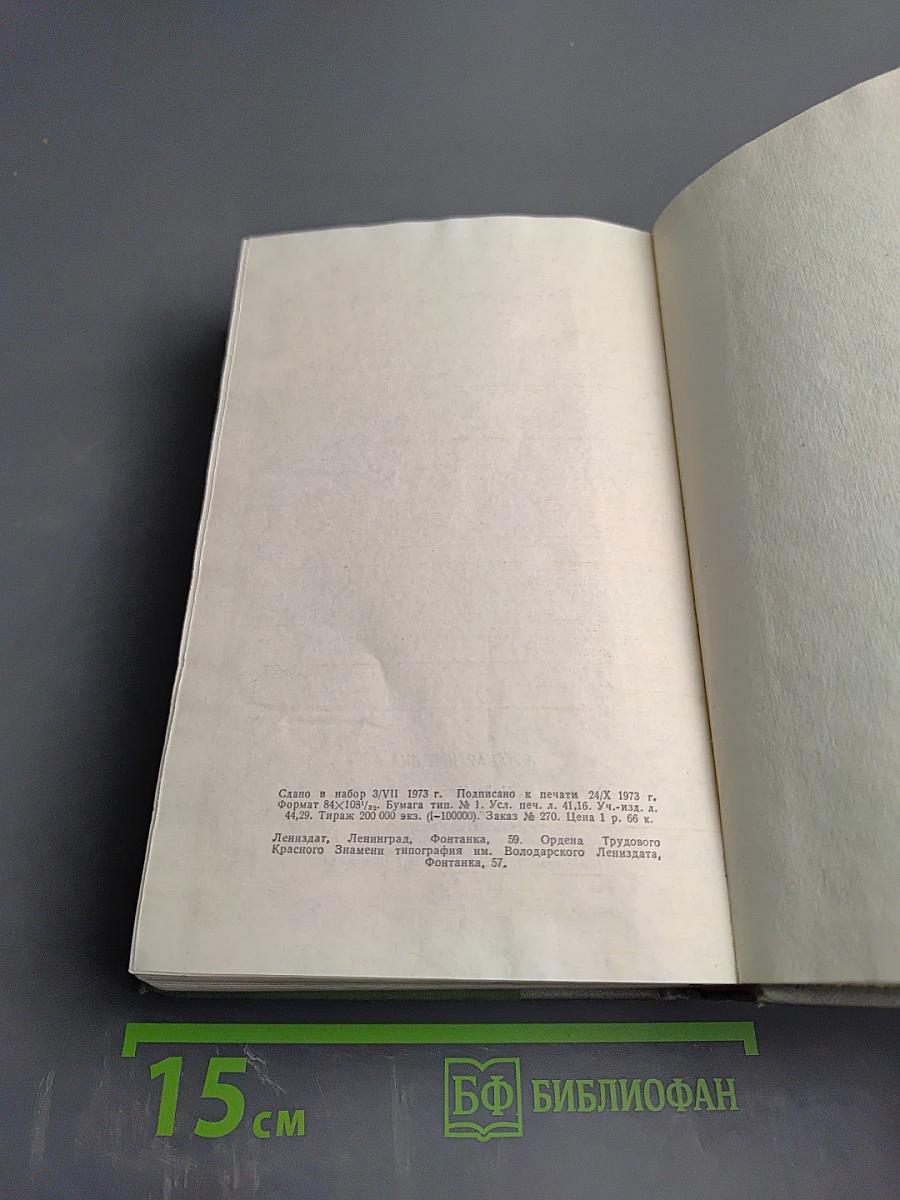 Сдано в набор 3/VII 1973 г. Подписано к печати 24/X 1973 г.
Формат 84×108¹/₃₂. Бумага тип. № 1. Усл. печ. л. 41,16. Уч.-изд. л.
44,29. Тираж 200 000 экз. (I—100000). Заказ № 270. Цена 1 р. 66 к.
Лениздат, Ленинград, Фонтанка, 59. Ордена Трудового
Красного Знамени типография им. Володарского Лениздата,
Фонтанка, 57.
15 см
БФ БИБЛИОФАН